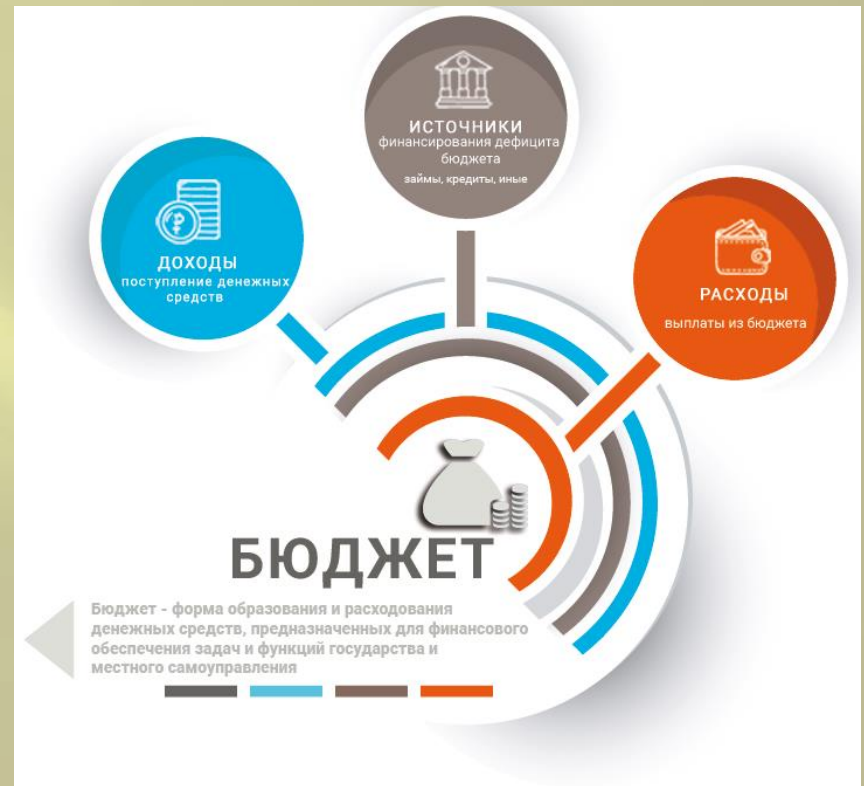 ИСТОЧНИКИ
финансирования дефицита
бюджета
займы, кредиты, иные
ДОХОДЫ
поступление денежных
средств
РАСХОДЫ
выплаты из бюджета
БЮДЖЕТ
Бюджет - форма образования и расходования
денежных средств, предназначенных для финансового
обеспечения задач и функций государства и
местного самоуправления